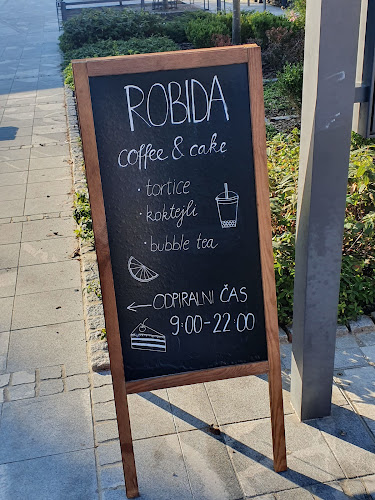 ROBIDA
coffee & cake
· tortice
· koktejli
· bubble tea
← ODPIRALNI ČAS
9:00-22:00